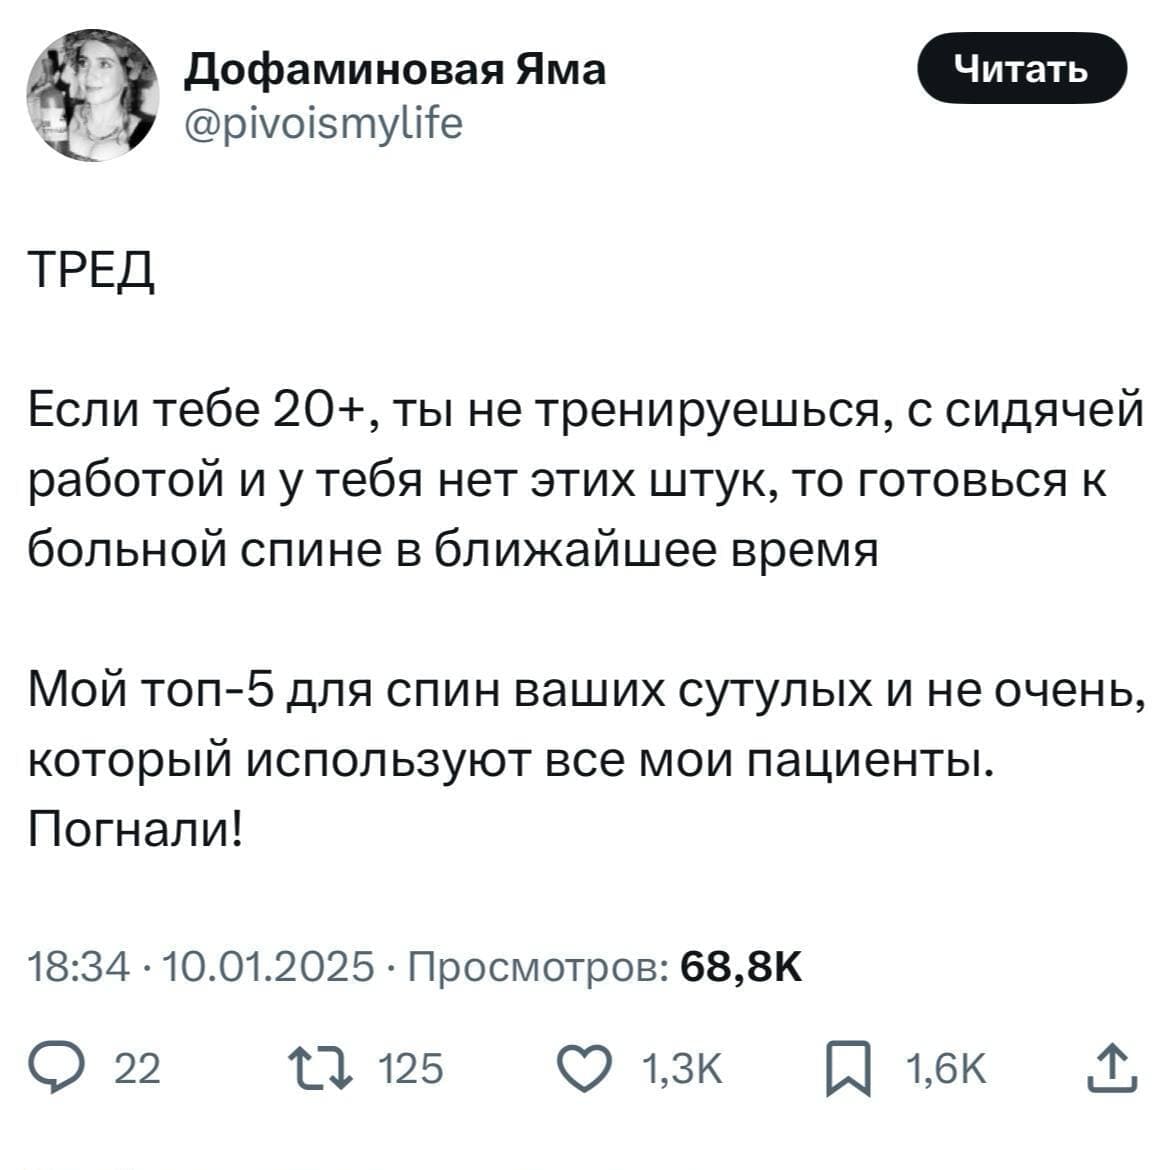 Дофаминовая Яма
Читать
@pivoismylife
ТРЕД
Если тебе 20+, ты не тренируешься, с сидячей
работой и у тебя нет этих штук, то готовься к
больной спине в ближайшее время
Мой топ-5 для спин ваших сутулых и не очень,
который используют все мои пациенты.
Погнали!
18:34 · 10.01.2025 · Просмотров: 68,8K
22 125 1,3K 1,6K